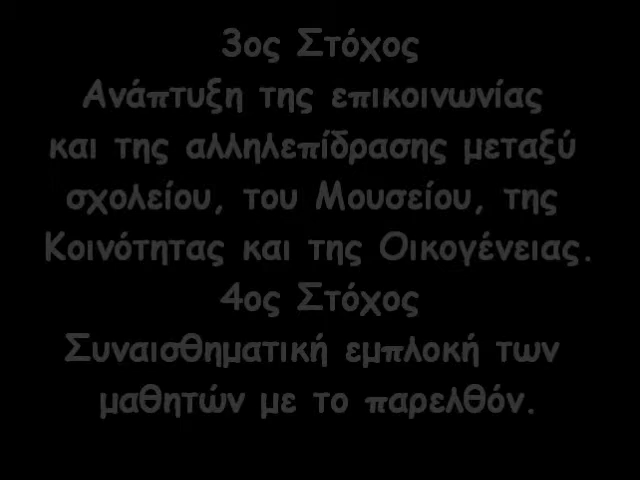 3ος Στόχος
Ανάπτυξη της επικοινωνίας
και της αλληλεπίδρασης μεταξύ
σχολείου, του Μουσείου, της
Κοινότητας και της Οικογένειας.
4ος Στόχος
Συναισθηματική εμπλοκή των
μαθητών με το παρελθόν.